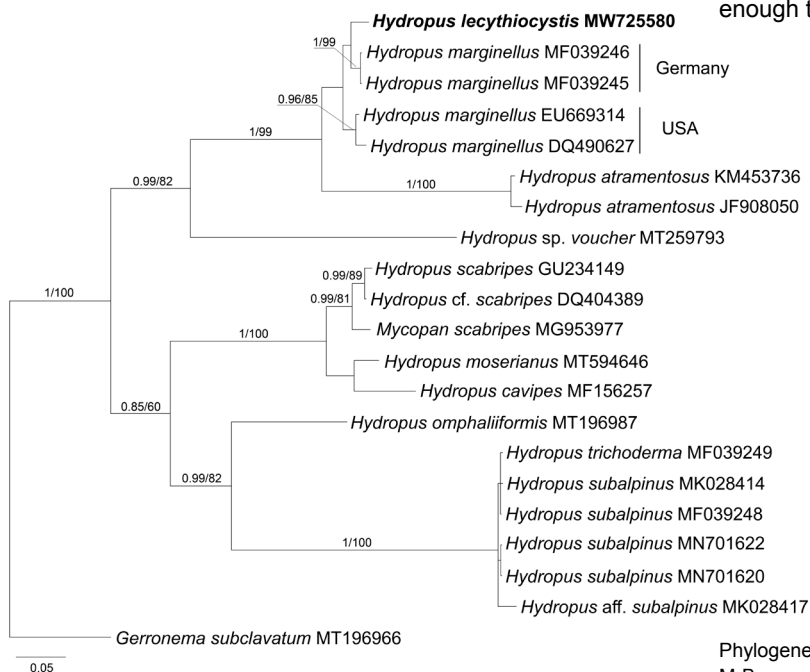 enough t
Hydropus lecythiocystis MW725580
1/99
Hydropus marginellus MF039246
Germany
Hydropus marginellus MF039245
0.96/85
Hydropus marginellus EU669314
USA
Hydropus marginellus DQ490627
1/99
Hydropus atramentosus KM453736
0.99/82
1/100
Hydropus atramentosus JF908050
Hydropus sp. voucher MT259793
Hydropus scabripes GU234149
0.99/89
1/100
0.99/81
Hydropus cf. scabripes DQ404389
1/100
Mycopan scabripes MG953977
Hydropus moserianus MT594646
Hydropus cavipes MF156257
0.85/60
Hydropus omphaliiformis MT196987
Hydropus trichoderma MF039249
0.99/82
Hydropus subalpinus MK028414
Hydropus subalpinus MF039248
1/100
Hydropus subalpinus MN701622
Hydropus subalpinus MN701620
Hydropus aff. subalpinus MK028417
Gerronema subclavatum MT196966
Phylogene
0.05